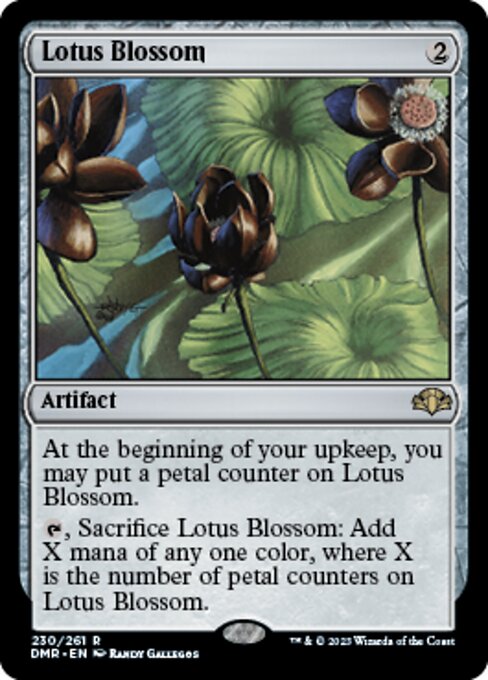 Lotus Blossom 2
Artifact
At the beginning of your upkeep, you
may put a petal counter on Lotus
Blossom.
, Sacrifice Lotus Blossom: Add
X mana of any one color, where X
is the number of petal counters on
Lotus Blossom.
230/261 R
DMR • EN Randy Gallegos
™ & © 2023 Wizards of the Coast